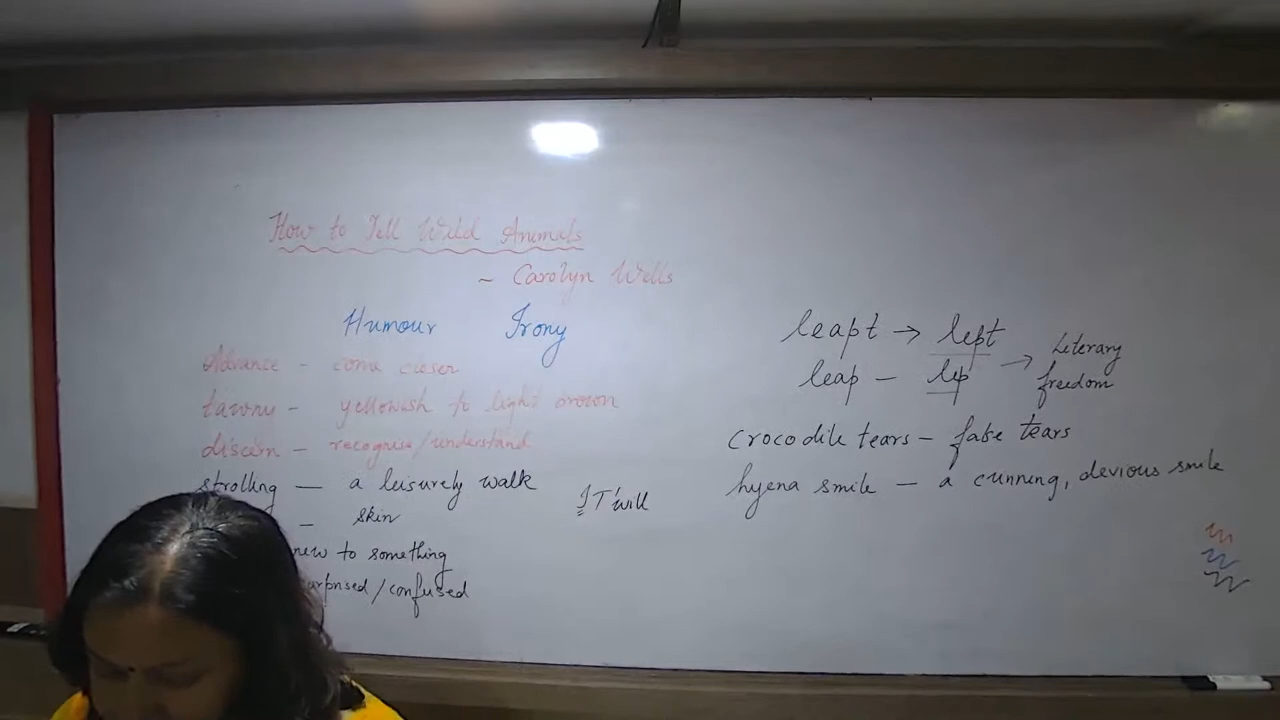 How to Tell Wild Animals
~ Carolyn Wells
Humour Irony
Advance - come closer
tawny - yellowish to light brown
discern - recognise/understand
strolling — a leisurely walk
– skin
new to something
surprised/confused
IT'will
leapt → lept
leap – lep → Literary freedom
Crocodile tears – false tears
hyena smile – a cunning, devious smile